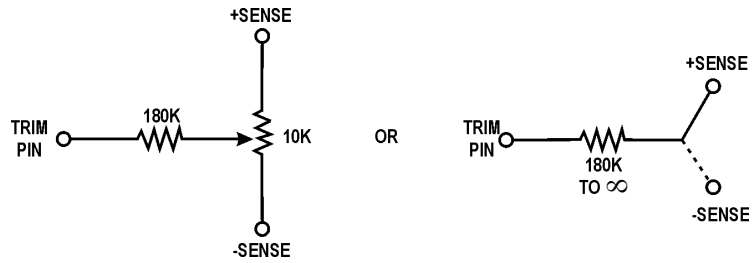 +SENSE
180K
TRIM
PIN
10K
-SENSE
OR
+SENSE
TRIM
PIN
180K
TO ∞
-SENSE